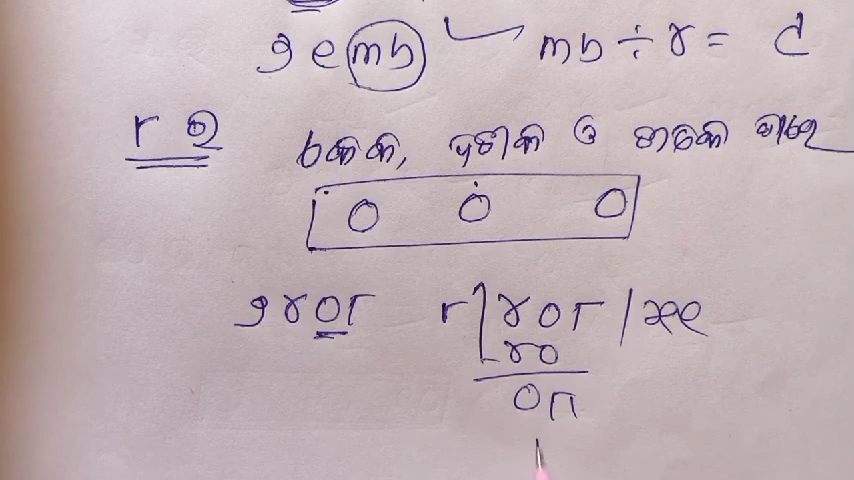 ୨୧୩୬ ୩୬ ÷ ୪ = ୯
୮ ର ଏକକ, ଦଶକ ଓ ଶତକ ଘରେ
୦ ୦ ୦
୨୪୦୮ ୮)୪୦୮/୫୧
୪୦
୦୮